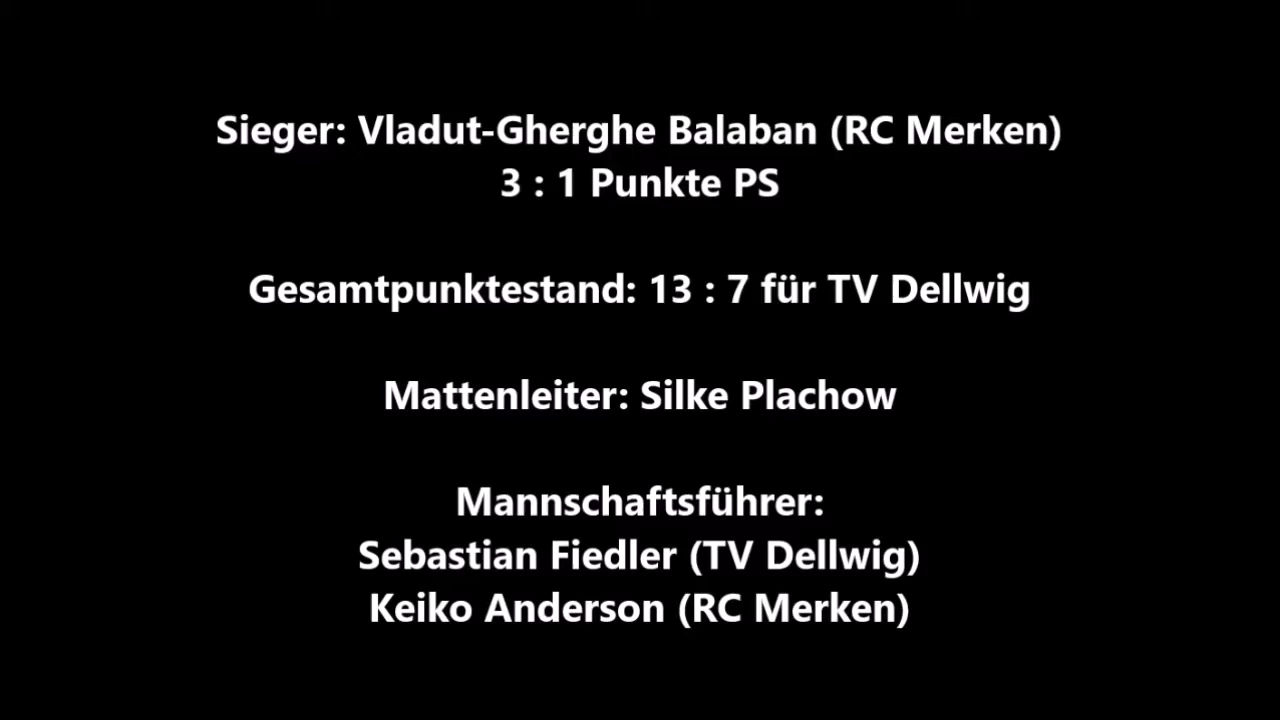 Sieger: Vladut-Gherghe Balaban (RC Merken)
3 : 1 Punkte PS
Gesamtpunktestand: 13 : 7 für TV Dellwig
Mattenleiter: Silke Plachow
Mannschaftsführer:
Sebastian Fiedler (TV Dellwig)
Keiko Anderson (RC Merken)